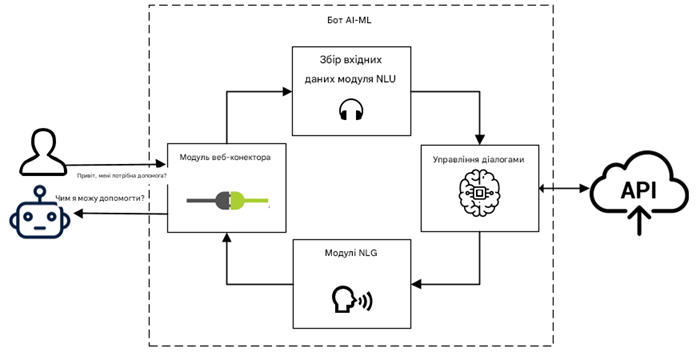 Бот AI-ML
Збір вхідних
даних модуля NLU
Модуль веб-конектора
Управління діалогами
Привіт, мені потрібна допомога?
Чим я можу допомогти?
API
Модулі NLG